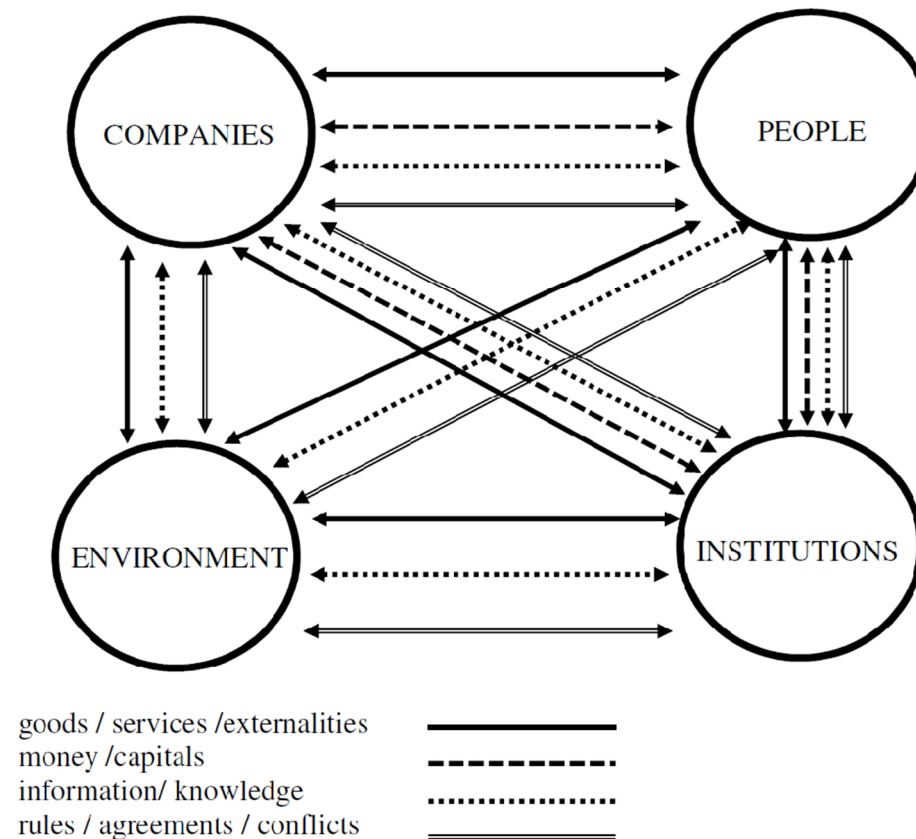 COMPANIES
PEOPLE
ENVIRONMENT
INSTITUTIONS
goods / services /externalities
money /capitals
information/ knowledge
rules / agreements / conflicts